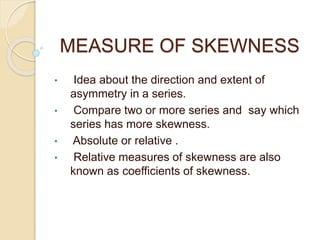 MEASURE OF SKEWNESS
• Idea about the direction and extent of
asymmetry in a series.
• Compare two or more series and say which
series has more skewness.
• Absolute or relative .
• Relative measures of skewness are also
known as coefficients of skewness.